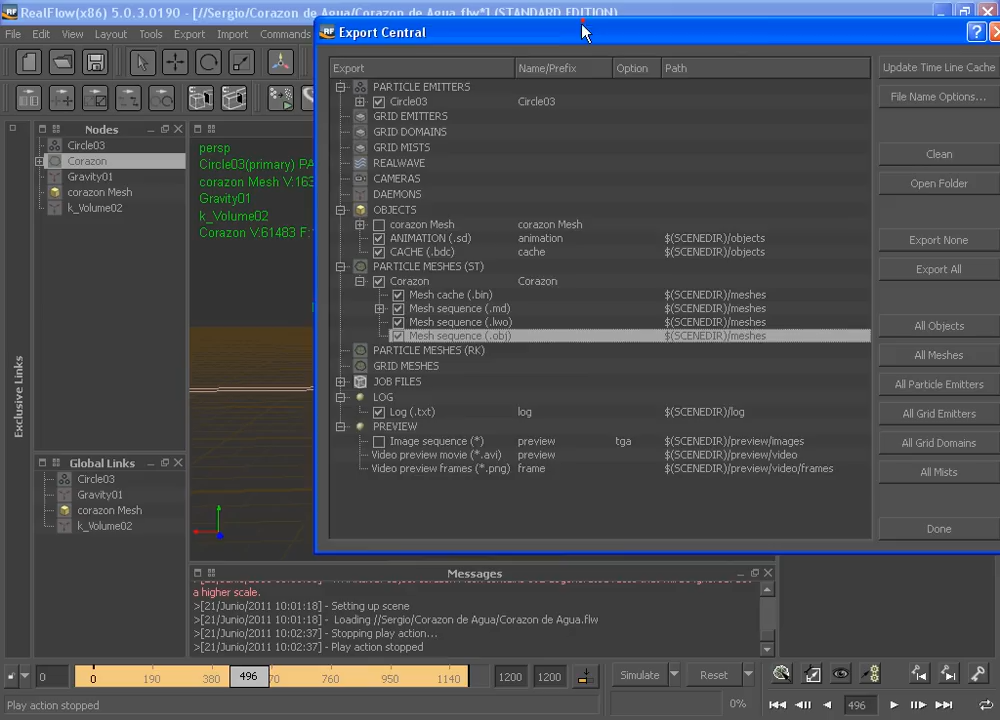 RealFlow(x86) 5.0.3.0190 - [//Sergio/Corazon de Agua/Corazon de Agua.flw*] (STANDARD EDITION)
File Edit View Layout Tools Export Import Commands
Export Central
Export Name/Prefix Option Path
PARTICLE EMITTERS
Circle03 Circle03
GRID EMITTERS
GRID DOMAINS
GRID MISTS
REALWAVE
CAMERAS
DAEMONS
OBJECTS
corazon Mesh corazon Mesh
ANIMATION (.sd) animation $(SCENEDIR)/objects
CACHE (.bdc) cache $(SCENEDIR)/objects
PARTICLE MESHES (ST)
Corazon Corazon
Mesh cache (.bin) $(SCENEDIR)/meshes
Mesh sequence (.md) $(SCENEDIR)/meshes
Mesh sequence (.lwo) $(SCENEDIR)/meshes
Mesh sequence (.obj) $(SCENEDIR)/meshes
PARTICLE MESHES (RK)
GRID MESHES
JOB FILES
LOG
Log (.txt) log $(SCENEDIR)/log
PREVIEW
Image sequence (*) preview tga $(SCENEDIR)/preview/images
Video preview movie (*.avi) preview $(SCENEDIR)/preview/video
Video preview frames (*.png) frame $(SCENEDIR)/preview/video/frames
Update Time Line Cache
File Name Options...
Clean
Open Folder
Export None
Export All
All Objects
All Meshes
All Particle Emitters
All Grid Emitters
All Grid Domains
All Mists
Done
Exclusive Links
Nodes
Circle03
Corazon
Gravity01
corazon Mesh
k_Volume02
Global Links
Circle03
Gravity01
corazon Mesh
k_Volume02
persp
Circle03(primary) PA
corazon Mesh V:163
Gravity01
k_Volume02
Corazon V:61483 F:
Messages
a higher scale.
>[21/Junio/2011 10:01:18] - Setting up scene
>[21/Junio/2011 10:01:18] - Loading //Sergio/Corazon de Agua/Corazon de Agua.flw
>[21/Junio/2011 10:02:37] - Stopping play action...
>[21/Junio/2011 10:02:37] - Play action stopped
0 0 190 380 496 70 760 950 1140 1200 1200
Simulate Reset
Play action stopped
0% 496